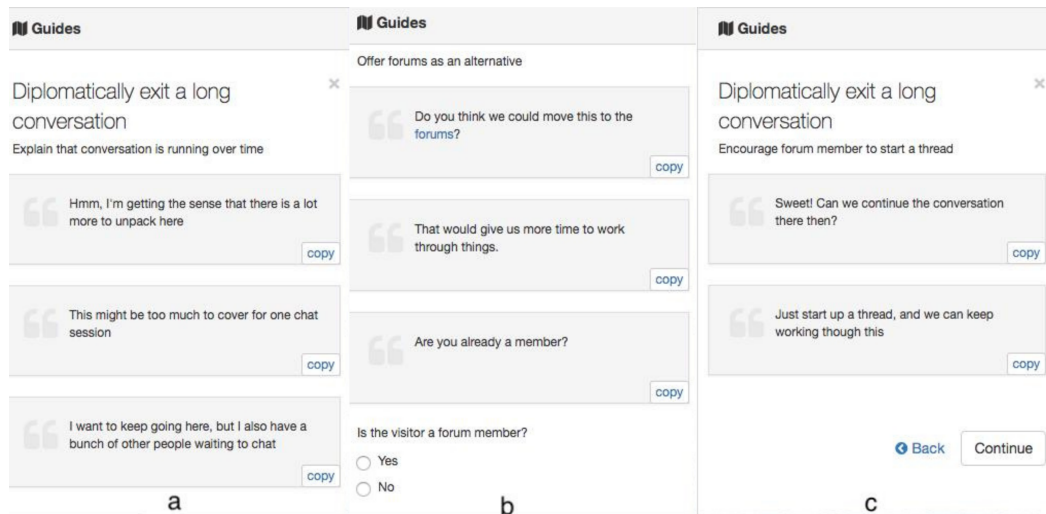 Guides
Diplomatically exit a long
conversation
Explain that conversation is running over time
Hmm, I'm getting the sense that there is a lot
more to unpack here
copy
This might be too much to cover for one chat
session
copy
I want to keep going here, but I also have a
bunch of other people waiting to chat
copy
a
Guides
Offer forums as an alternative
Do you think we could move this to the
forums?
copy
That would give us more time to work
through things.
copy
Are you already a member?
copy
Is the visitor a forum member?
Yes
No
b
Guides
Diplomatically exit a long
conversation
Encourage forum member to start a thread
Sweet! Can we continue the conversation
there then?
copy
Just start up a thread, and we can keep
working though this
copy
Back Continue
c